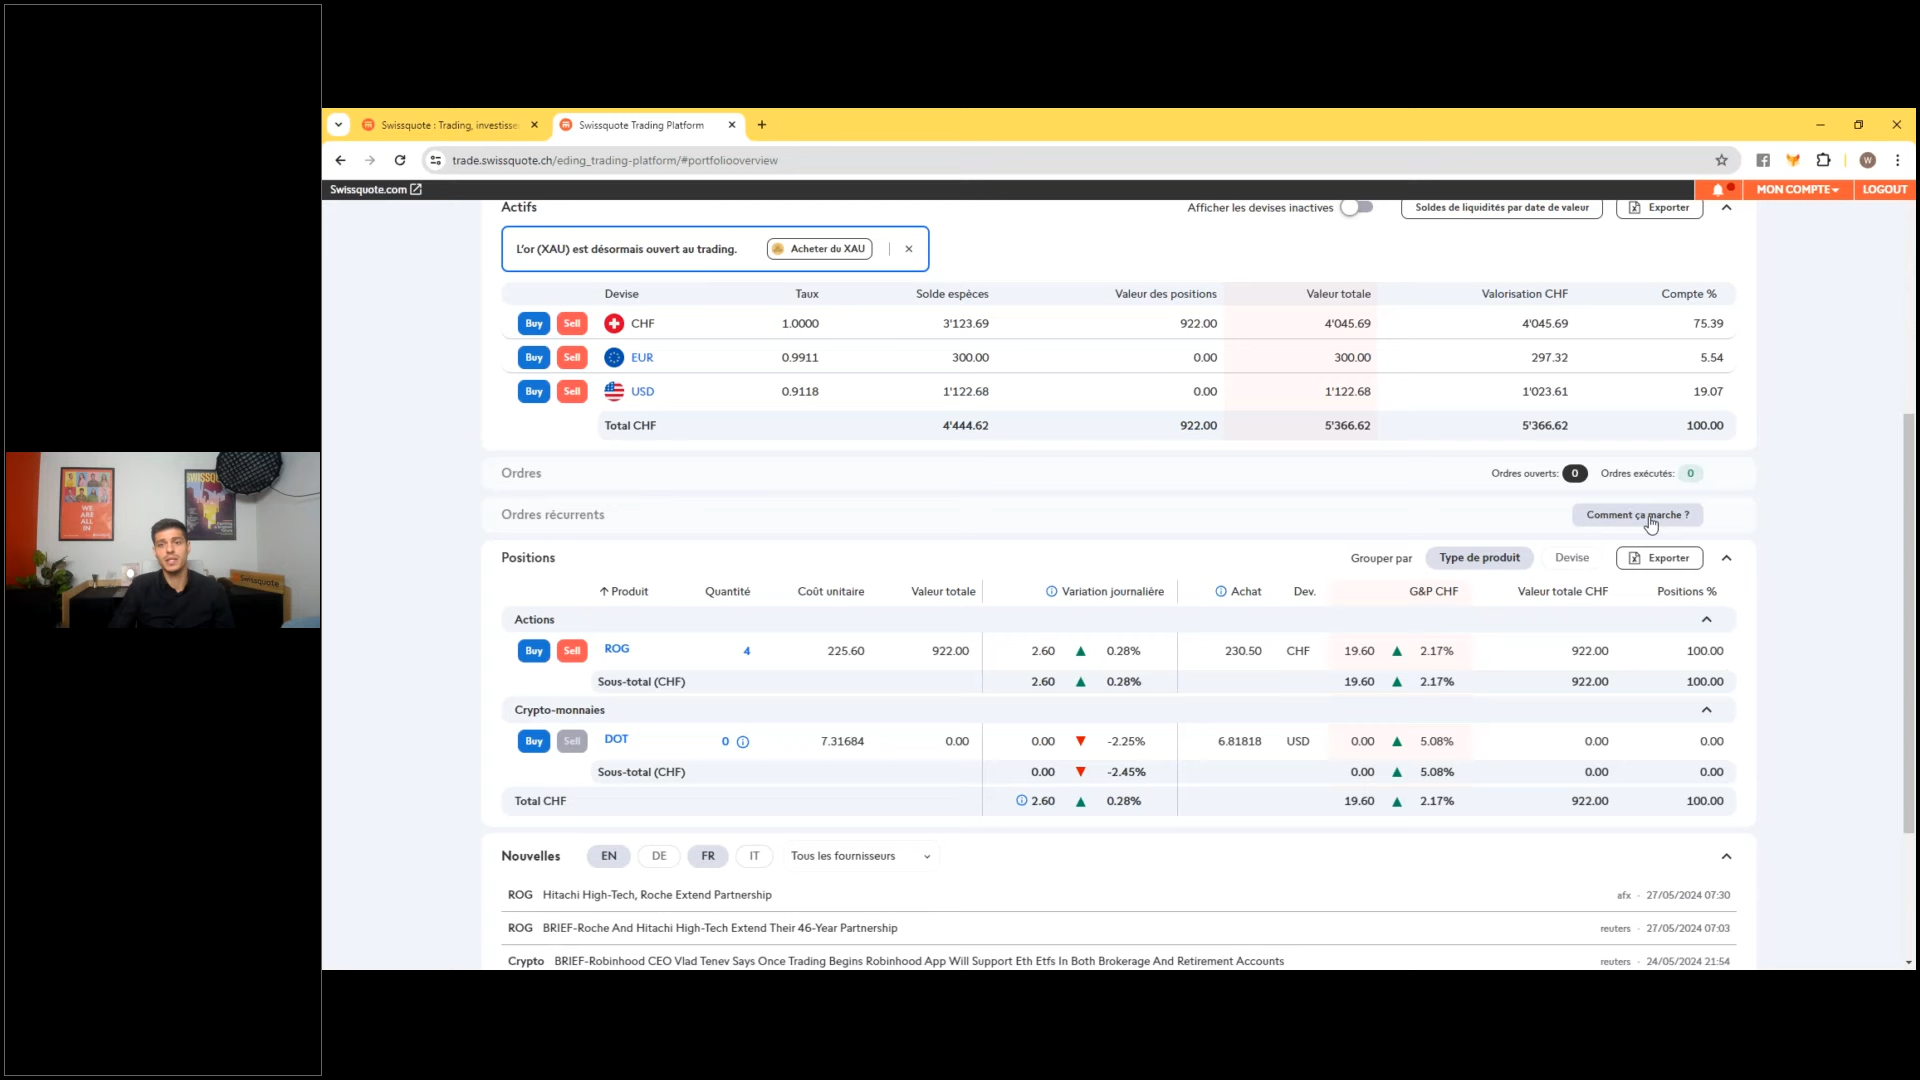 Swissquote : Trading, investisse
Swissquote Trading Platform
trade.swissquote.ch/eding_trading-platform/#portfoliooverview
W
Swissquote.com
MON COMPTE
LOGOUT
Actifs
Afficher les devises inactives
Soldes de liquidités par date de valeur
Exporter
L'or (XAU) est désormais ouvert au trading.
Acheter du XAU
Devise Taux Solde espèces Valeur des positions Valeur totale Valorisation CHF Compte %
Buy Sell CHF 1.0000 3'123.69 922.00 4'045.69 4'045.69 75.39
Buy Sell EUR 0.9911 300.00 0.00 300.00 297.32 5.54
Buy Sell USD 0.9118 1'122.68 0.00 1'122.68 1'023.61 19.07
Total CHF 4'444.62 922.00 5'366.62 5'366.62 100.00
Ordres Ordres ouverts: 0 Ordres exécutés: 0
Ordres récurrents Comment ça marche ?
Positions Grouper par Type de produit Devise Exporter
Produit Quantité Coût unitaire Valeur totale Variation journalière Achat Dev. G&P CHF Valeur totale CHF Positions %
Actions
Buy Sell ROG 4 225.60 922.00 2.60 0.28% 230.50 CHF 19.60 2.17% 922.00 100.00
Sous-total (CHF) 2.60 0.28% 19.60 2.17% 922.00 100.00
Crypto-monnaies
Buy Sell DOT 0 7.31684 0.00 0.00 -2.25% 6.81818 USD 0.00 5.08% 0.00 0.00
Sous-total (CHF) 0.00 -2.45% 0.00 5.08% 0.00 0.00
Total CHF 2.60 0.28% 19.60 2.17% 922.00 100.00
Nouvelles EN DE FR IT Tous les fournisseurs
ROG Hitachi High-Tech, Roche Extend Partnership afx · 27/05/2024 07:30
ROG BRIEF-Roche And Hitachi High-Tech Extend Their 46-Year Partnership reuters · 27/05/2024 07:03
Crypto BRIEF-Robinhood CEO Vlad Tenev Says Once Trading Begins Robinhood App Will Support Eth Etfs In Both Brokerage And Retirement Accounts reuters · 24/05/2024 21:54
WE
ARE
ALL
IN
SWISSQ
Swissquote